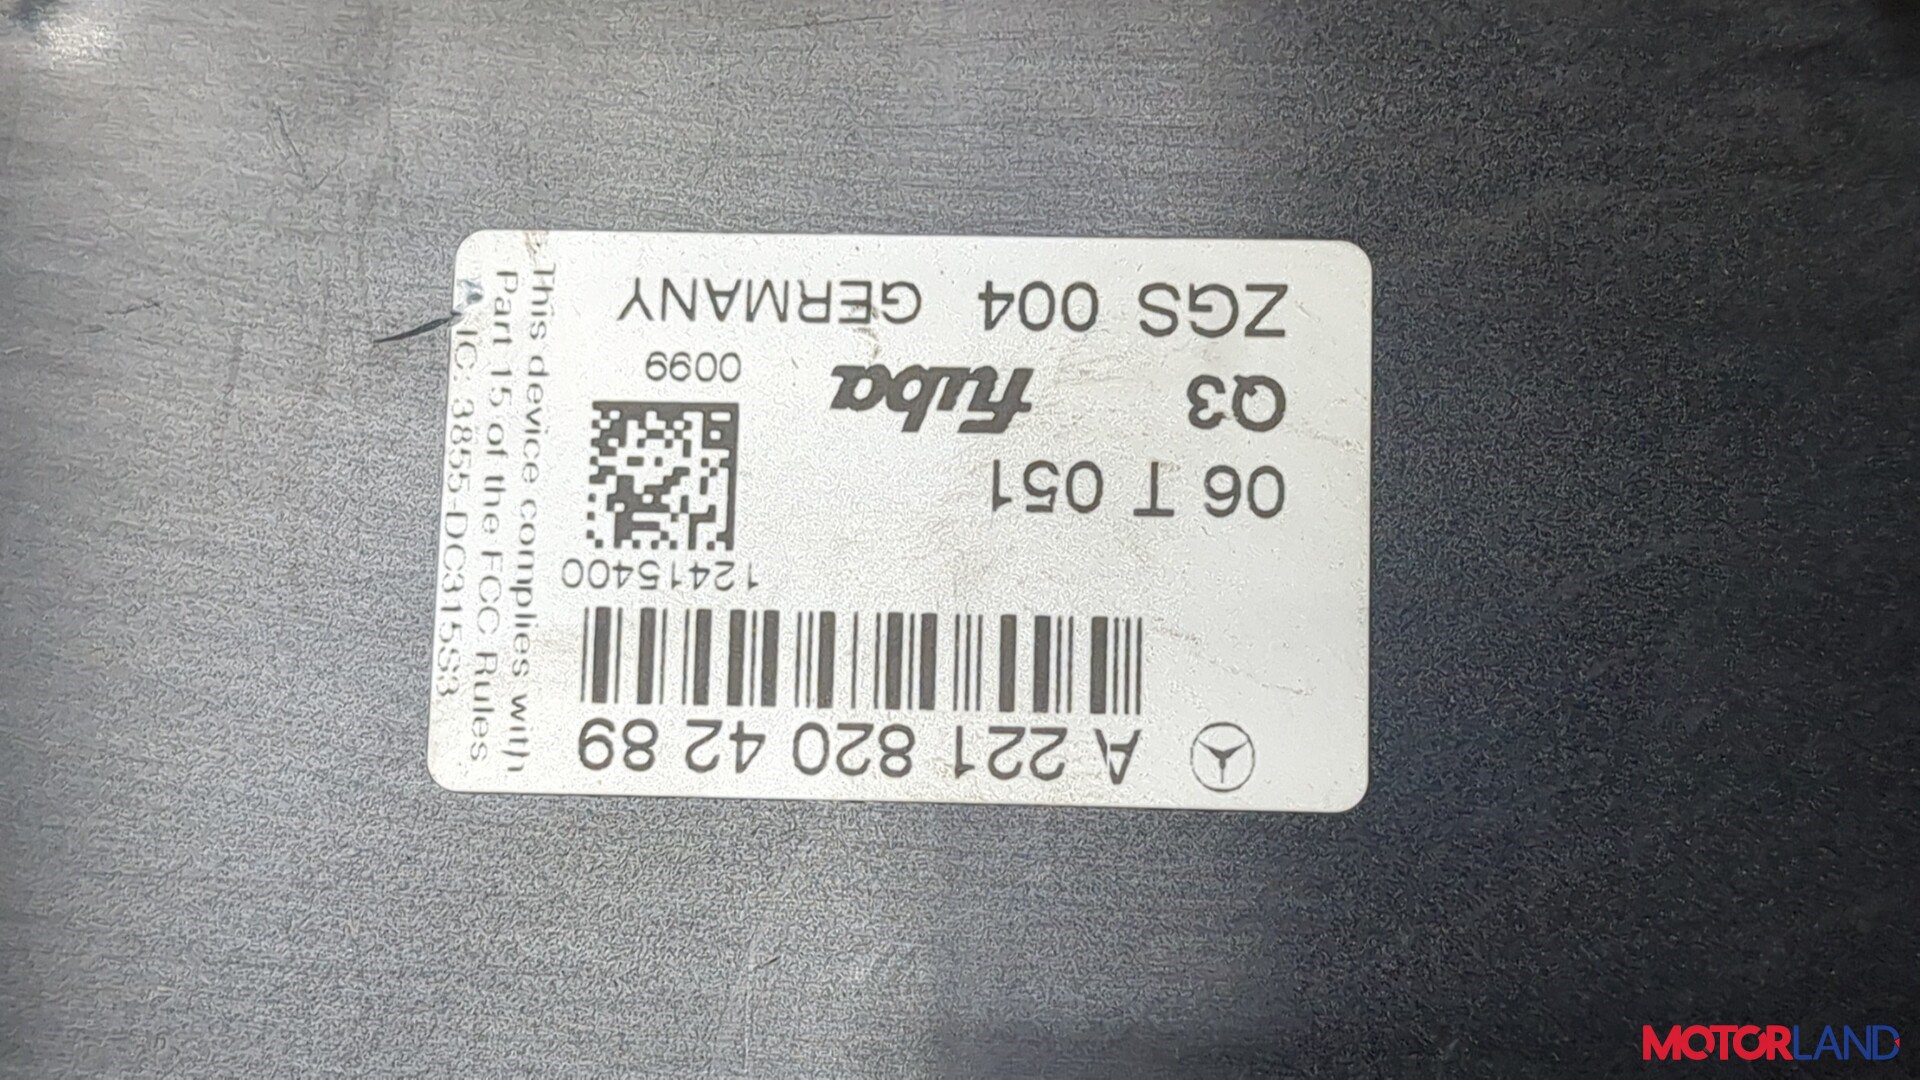 A 221 820 42 89
12415400
06 T 051
Q3 fuba
0099
ZGS 004 GERMANY
This device complies with
Part 15 of the FCC Rules
IC: 3855-DC315S3
MOTORLAND